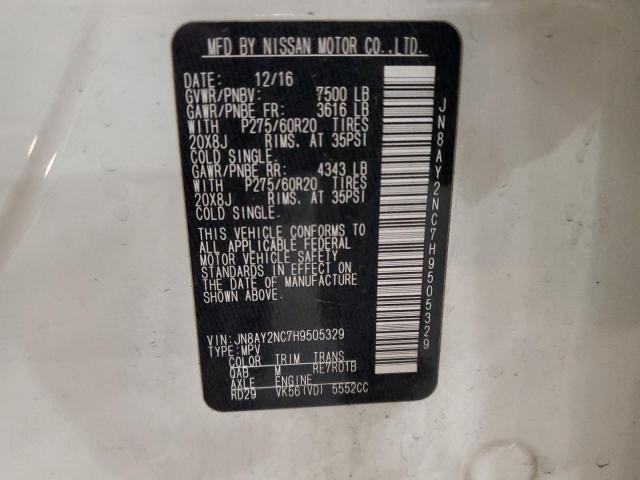 MFD BY NISSAN MOTOR CO.,LTD.
DATE: 12/16
GVWR/PNBV: 7500 LB
GAWR/PNBE FR: 3616 LB
WITH P275/60R20 TIRES
20X8J RIMS. AT 35PSI
COLD SINGLE.
GAWR/PNBE RR: 4343 LB
WITH P275/60R20 TIRES
20X8J RIMS. AT 35PSI
COLD SINGLE.
THIS VEHICLE CONFORMS TO
ALL APPLICABLE FEDERAL
MOTOR VEHICLE SAFETY
STANDARDS IN EFFECT ON
THE DATE OF MANUFACTURE
SHOWN ABOVE.
VIN: JN8AY2NC7H9505329
TYPE: MPV
COLOR TRIM TRANS
QAB M RE7R01B
AXLE ENGINE
RD29 VK56(VD) 5552CC
JN8AY2NC7H9505329